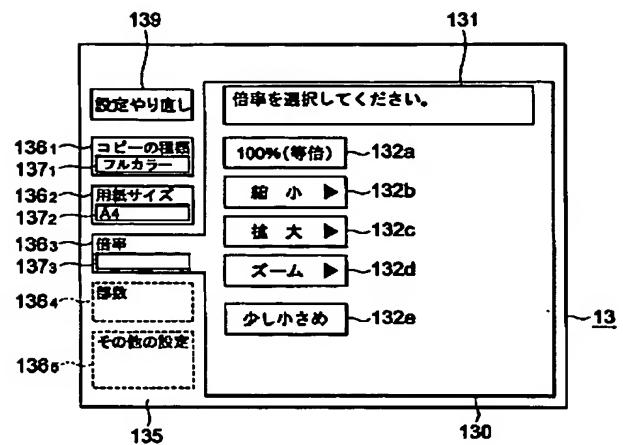 139
131
設定やり直し
倍率を選択してください。
136₁
コピーの種類
137₁
フルカラー
100%(等倍)
132a
136₂
用紙サイズ
137₂
A4
縮 小 ▶
132b
136₃
倍率
137₃
拡 大 ▶
132c
ズーム ▶
132d
136₄
部数
少し小さめ
132e
136₅
その他の設定
13
135
130